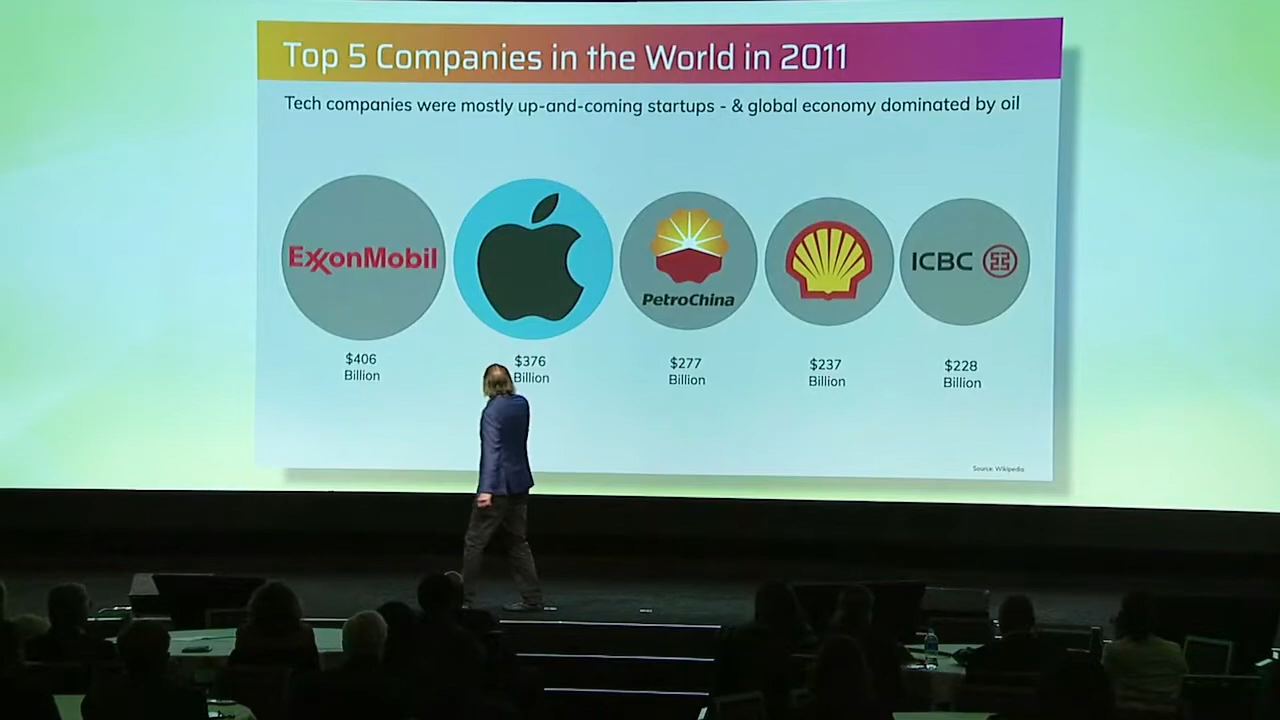 Top 5 Companies in the World in 2011
Tech companies were mostly up-and-coming startups - & global economy dominated by oil
ExxonMobil
PetroChina
ICBC
$406
Billion
$376
Billion
$277
Billion
$237
Billion
$228
Billion
Source: Wikipedia